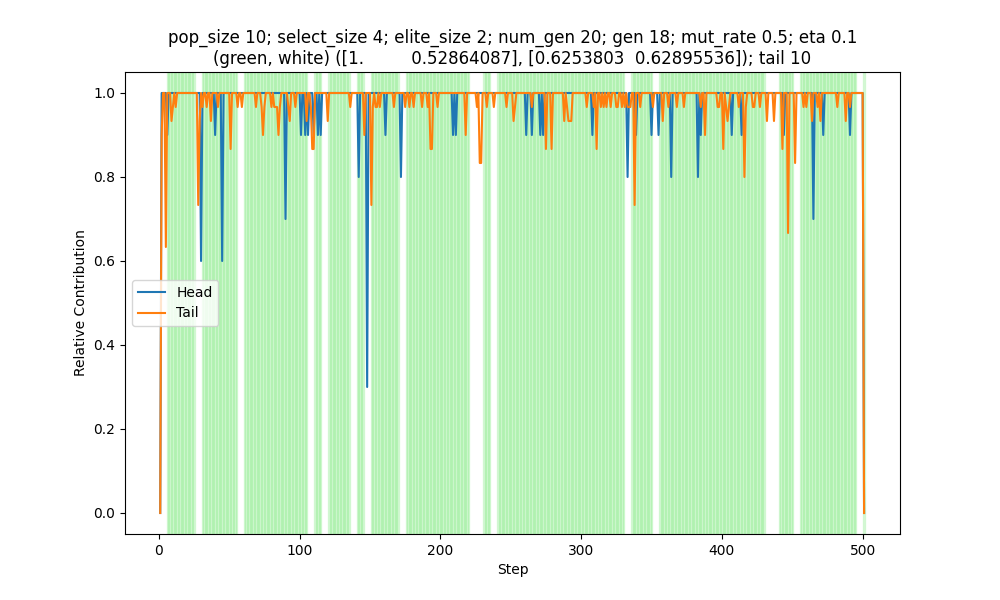 pop_size 10; select_size 4; elite_size 2; num_gen 20; gen 18; mut_rate 0.5; eta 0.1
(green, white) ([1.          0.52864087], [0.6253803  0.62895536]); tail 10
1.0
0.8
0.6
0.4
0.2
0.0
Relative Contribution
Head
Tail
0
100
200
300
400
500
Step